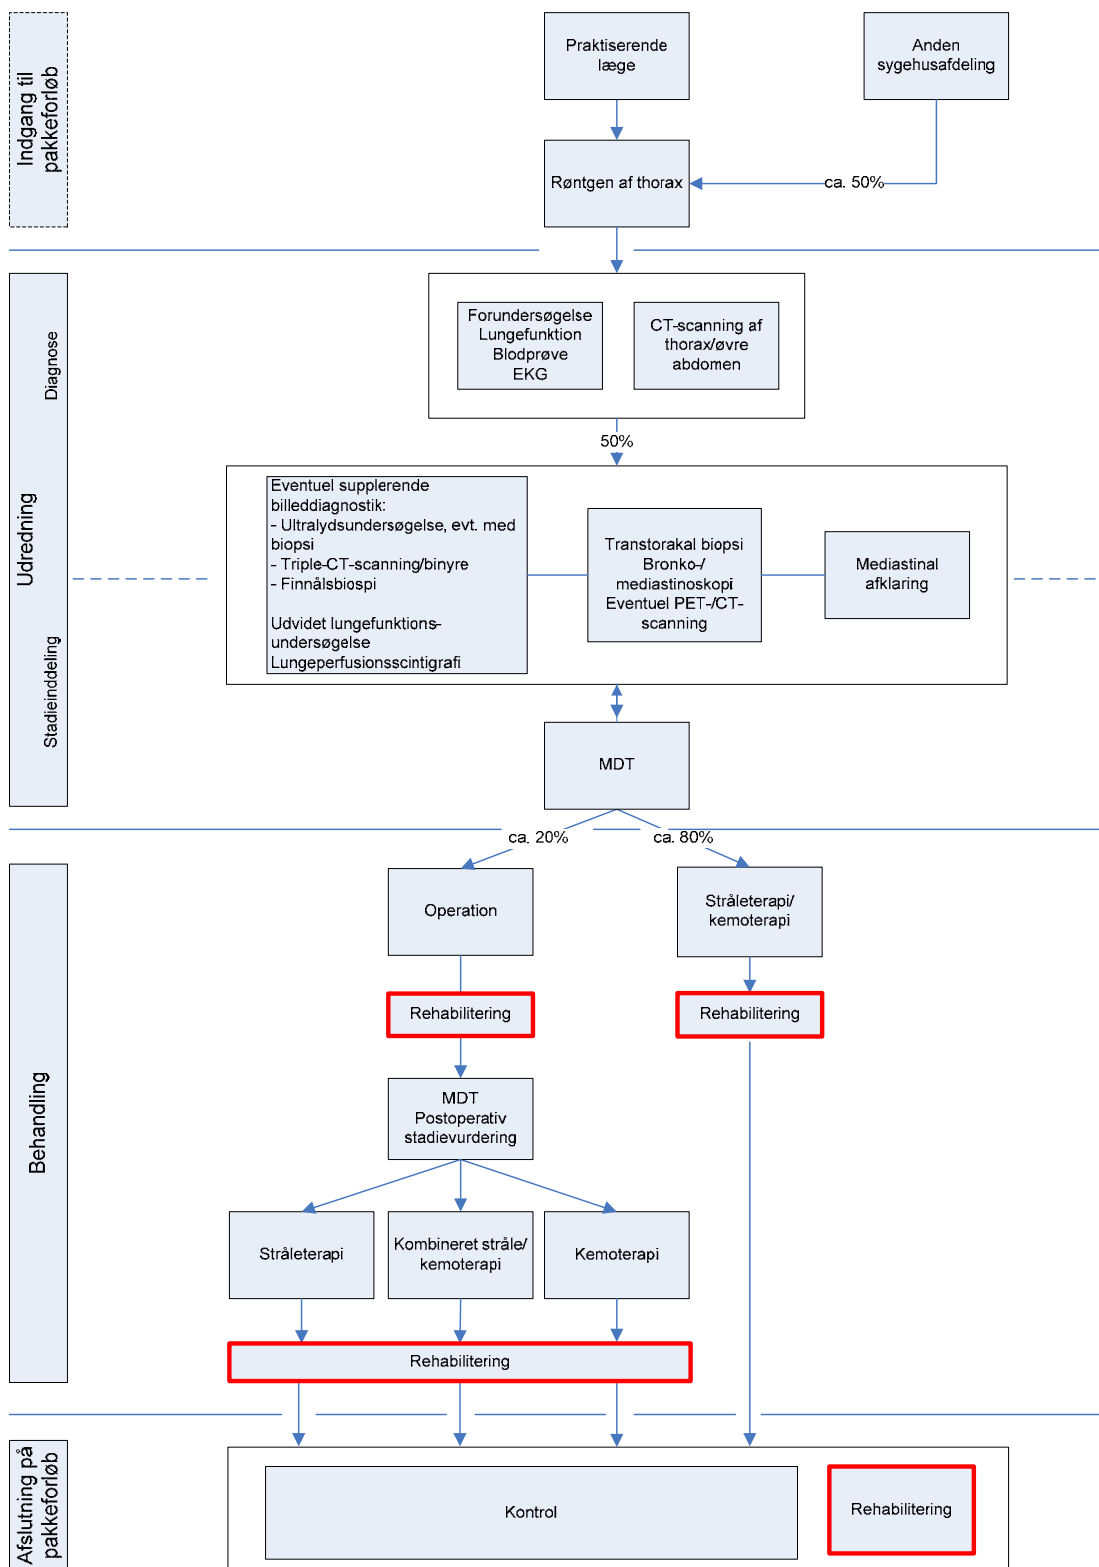 Indgang til
pakkeforløb
Praktiserende
læge
Anden
sygehusafdeling
Røntgen af thorax
ca. 50%
Udredning
Diagnose
Stadieinddeling
Forundersøgelse
Lungefunktion
Blodprøve
EKG
CT-scanning af
thorax/øvre
abdomen
50%
Eventuel supplerende
billeddiagnostik:
- Ultralydsundersøgelse, evt. med
biopsi
- Triple-CT-scanning/binyre
- Finnålsbiospi
Udvidet lungefunktions-
undersøgelse
Lungeperfusionsscintigrafi
Transtorakal biopsi
Bronko-/
mediastinoskopi
Eventuel PET-/CT-
scanning
Mediastinal
afklaring
MDT
ca. 20%
ca. 80%
Behandling
Operation
Stråleterapi/
kemoterapi
Rehabilitering
Rehabilitering
MDT
Postoperativ
stadievurdering
Stråleterapi
Kombineret stråle/
kemoterapi
Kemoterapi
Rehabilitering
Afslutning på
pakkeforløb
Kontrol
Rehabilitering